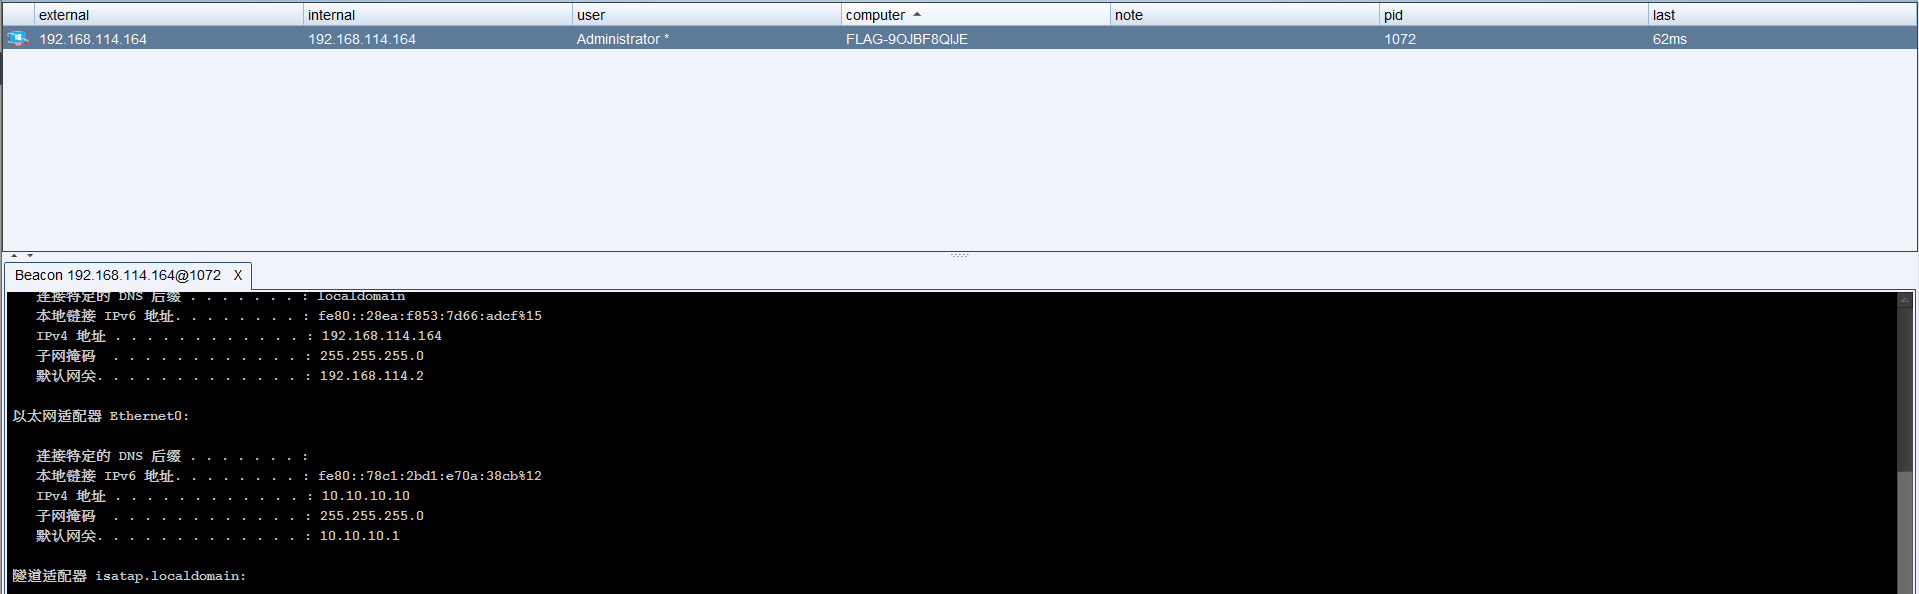 external internal user computer note pid last
192.168.114.164 192.168.114.164 Administrator * FLAG-9OJBF8QIJE 1072 62ms
Beacon 192.168.114.164@1072 X
连接特定的 DNS 后缀 . . . . . . . : localdomain
本地链接 IPv6 地址. . . . . . . . : fe80::28ea:f853:7d66:adcf%15
IPv4 地址 . . . . . . . . . . . . : 192.168.114.164
子网掩码  . . . . . . . . . . . . : 255.255.255.0
默认网关. . . . . . . . . . . . . : 192.168.114.2
以太网适配器 Ethernet0:
连接特定的 DNS 后缀 . . . . . . . :
本地链接 IPv6 地址. . . . . . . . : fe80::78c1:2bd1:e70a:38cb%12
IPv4 地址 . . . . . . . . . . . . : 10.10.10.10
子网掩码  . . . . . . . . . . . . : 255.255.255.0
默认网关. . . . . . . . . . . . . : 10.10.10.1
隧道适配器 isatap.localdomain: